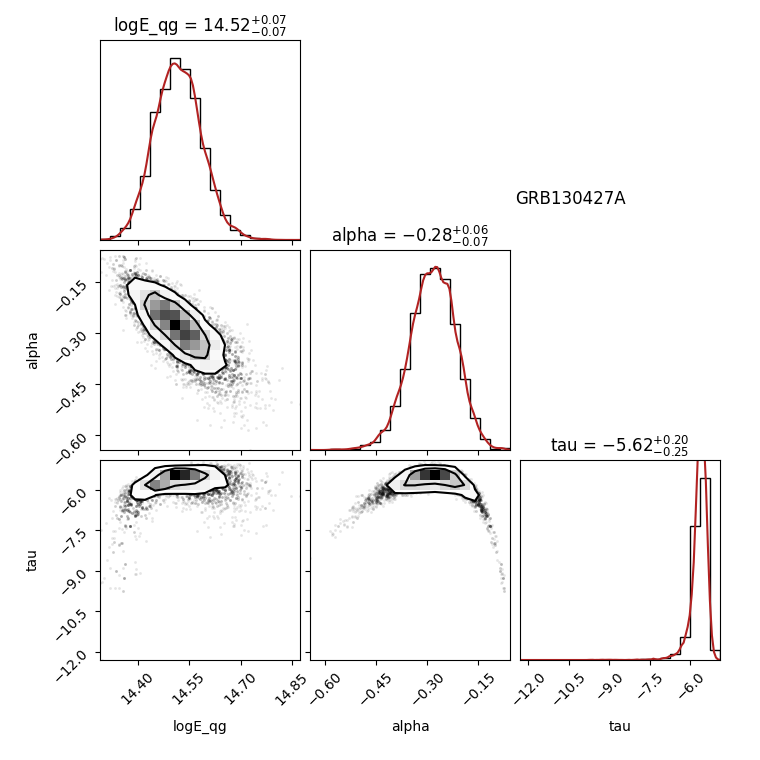 logE_qg = 14.52+0.07−0.07
GRB130427A
alpha = −0.28+0.06−0.07
alpha
−0.15
−0.30
−0.45
−0.60
tau = −5.62+0.20−0.25
tau
−6.0
−7.5
−9.0
−10.5
−12.0
14.40 14.55 14.70 14.85 −0.60 −0.45 −0.30 −0.15 −12.0 −10.5 −9.0 −7.5 −6.0
logE_qg alpha tau